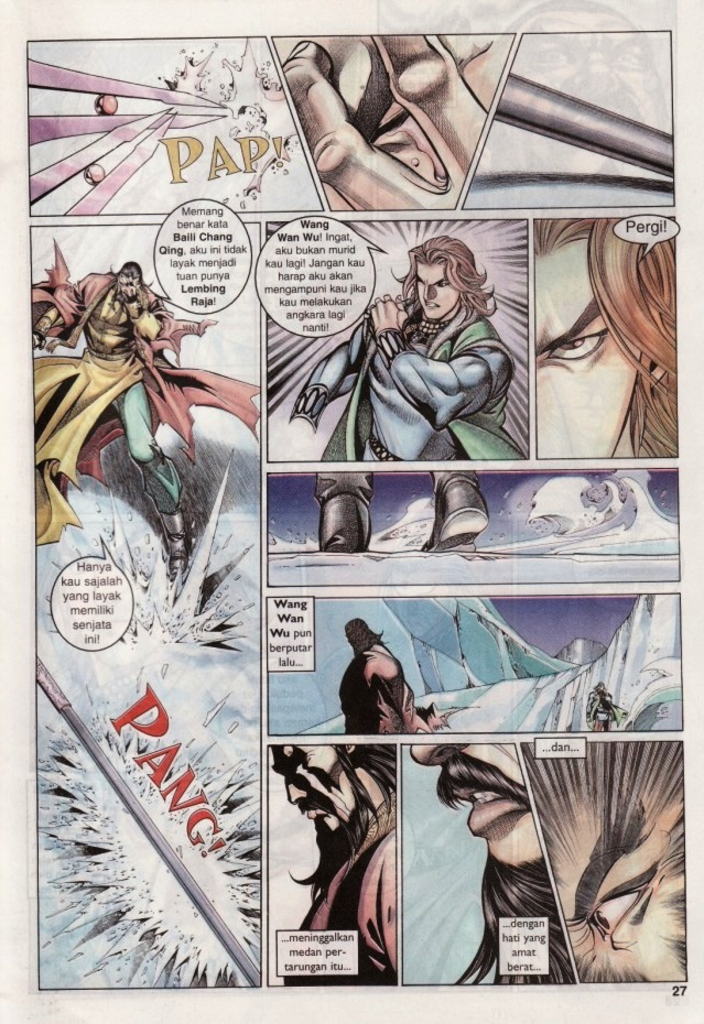 PAP!
Memang
benar kata
Baili Chang
Qing, aku ini tidak
layak menjadi
tuan punya
Lembing
Raja!
Wang
Wan Wu! Ingat,
aku bukan murid
kau lagi! Jangan kau
harap aku akan
mengampuni kau jika
kau melakukan
angkara lagi
nanti!
Pergi!
Hanya
kau sajalah
yang layak
memiliki
senjata
ini!
PANG!
Wang
Wan
Wu pun
berputar
lalu...
...meninggalkan
medan per-
tarungan itu...
...dengan
hati yang
amat
berat...
...dan...
27